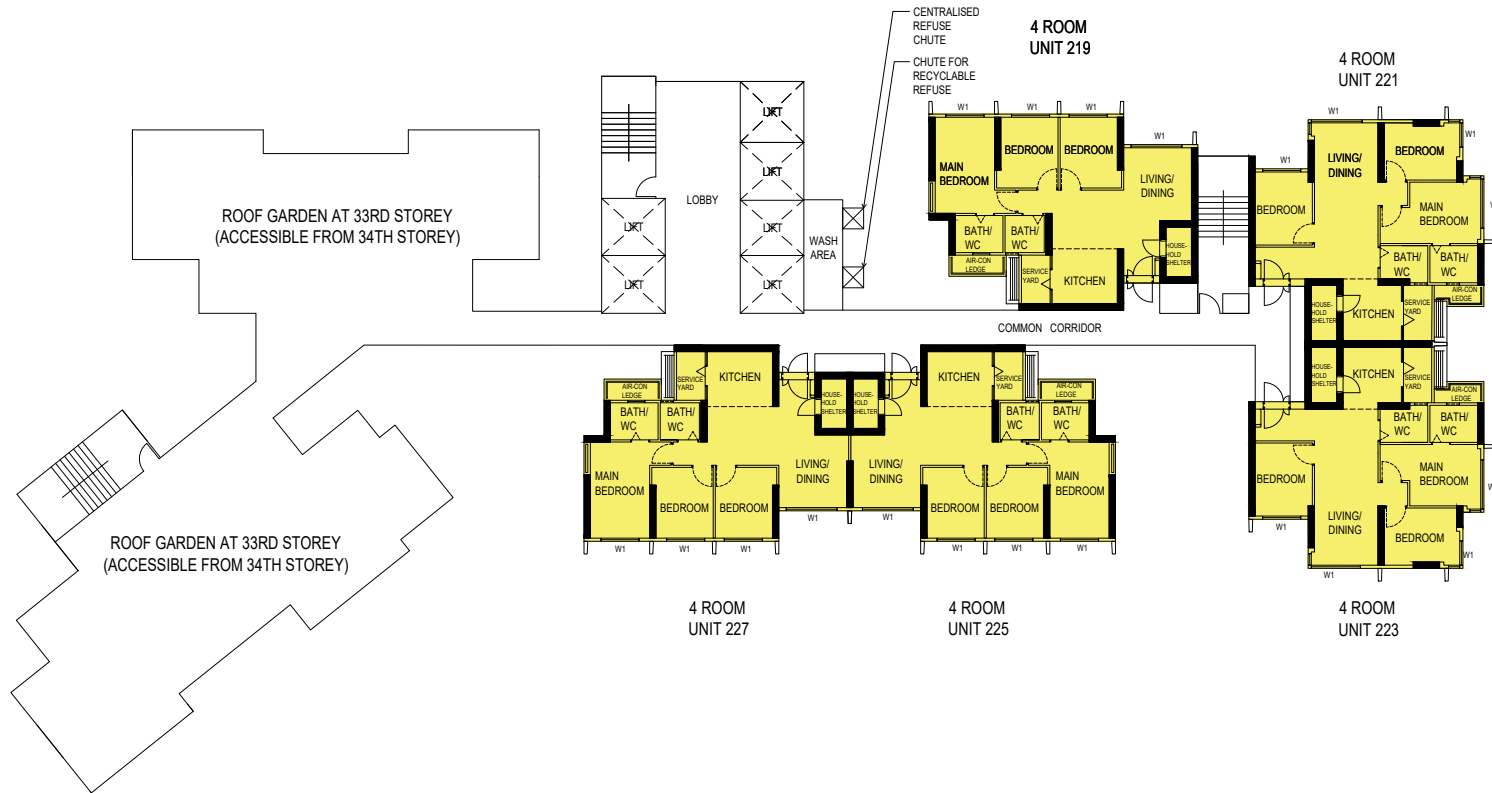 CENTRALISED
REFUSE
CHUTE
CHUTE FOR
RECYCLABLE
REFUSE
4 ROOM
UNIT 219
4 ROOM
UNIT 221
ROOF GARDEN AT 33RD STOREY
(ACCESSIBLE FROM 34TH STOREY)
LOBBY
LIFT
LIFT
LIFT
LIFT
LIFT
LIFT
WASH
AREA
W1
W1
W1
MAIN
BEDROOM
BEDROOM
BEDROOM
LIVING/
DINING
BATH/
WC
BATH/
WC
AIR-CON
LEDGE
SERVICE
YARD
KITCHEN
HOUSE-
HOLD
SHELTER
W1
W1
W1
BEDROOM
LIVING/
DINING
BEDROOM
MAIN
BEDROOM
BATH/
WC
BATH/
WC
AIR-CON
LEDGE
HOUSE-
HOLD
SHELTER
KITCHEN
SERVICE
YARD
COMMON CORRIDOR
AIR-CON
LEDGE
SERVICE
YARD
KITCHEN
BATH/
WC
BATH/
WC
HOUSE-
HOLD
SHELTER
MAIN
BEDROOM
BEDROOM
BEDROOM
LIVING/
DINING
W1
W1
W1
HOUSE-
HOLD
SHELTER
KITCHEN
SERVICE
YARD
AIR-CON
LEDGE
BATH/
WC
BATH/
WC
LIVING/
DINING
BEDROOM
BEDROOM
MAIN
BEDROOM
W1
W1
W1
W1
HOUSE-
HOLD
SHELTER
KITCHEN
SERVICE
YARD
AIR-CON
LEDGE
BATH/
WC
BATH/
WC
BEDROOM
MAIN
BEDROOM
LIVING/
DINING
BEDROOM
W1
W1
W1
ROOF GARDEN AT 33RD STOREY
(ACCESSIBLE FROM 34TH STOREY)
4 ROOM
UNIT 227
4 ROOM
UNIT 225
4 ROOM
UNIT 223